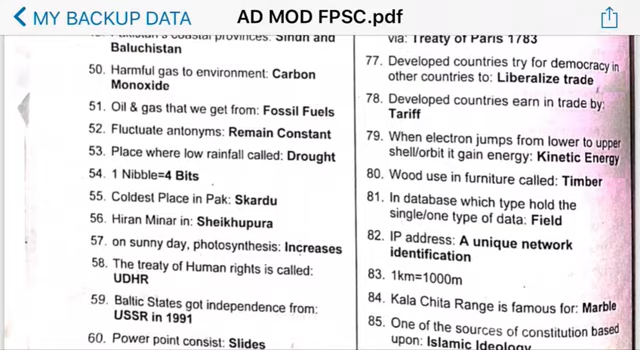 MY BACKUP DATA
AD MOD FPSC.pdf
coastal provinces: Sindh and
Baluchistan
50. Harmful gas to environment: Carbon
Monoxide
51. Oil & gas that we get from: Fossil Fuels
52. Fluctuate antonyms: Remain Constant
53. Place where low rainfall called: Drought
54. 1 Nibble=4 Bits
55. Coldest Place in Pak: Skardu
56. Hiran Minar in: Sheikhupura
57. on sunny day, photosynthesis: Increases
58. The treaty of Human rights is called:
UDHR
59. Baltic States got independence from:
USSR in 1991
60. Power point consist: Slides
via: Treaty of Paris 1783
77. Developed countries try for democracy in
other countries to: Liberalize trade
78. Developed countries earn in trade by:
Tariff
79. When electron jumps from lower to upper
shell/orbit it gain energy: Kinetic Energy
80. Wood use in furniture called: Timber
81. In database which type hold the
single/one type of data: Field
82. IP address: A unique network
identification
83. 1km=1000m
84. Kala Chita Range is famous for: Marble
85. One of the sources of constitution based
upon: Islamic Ideology